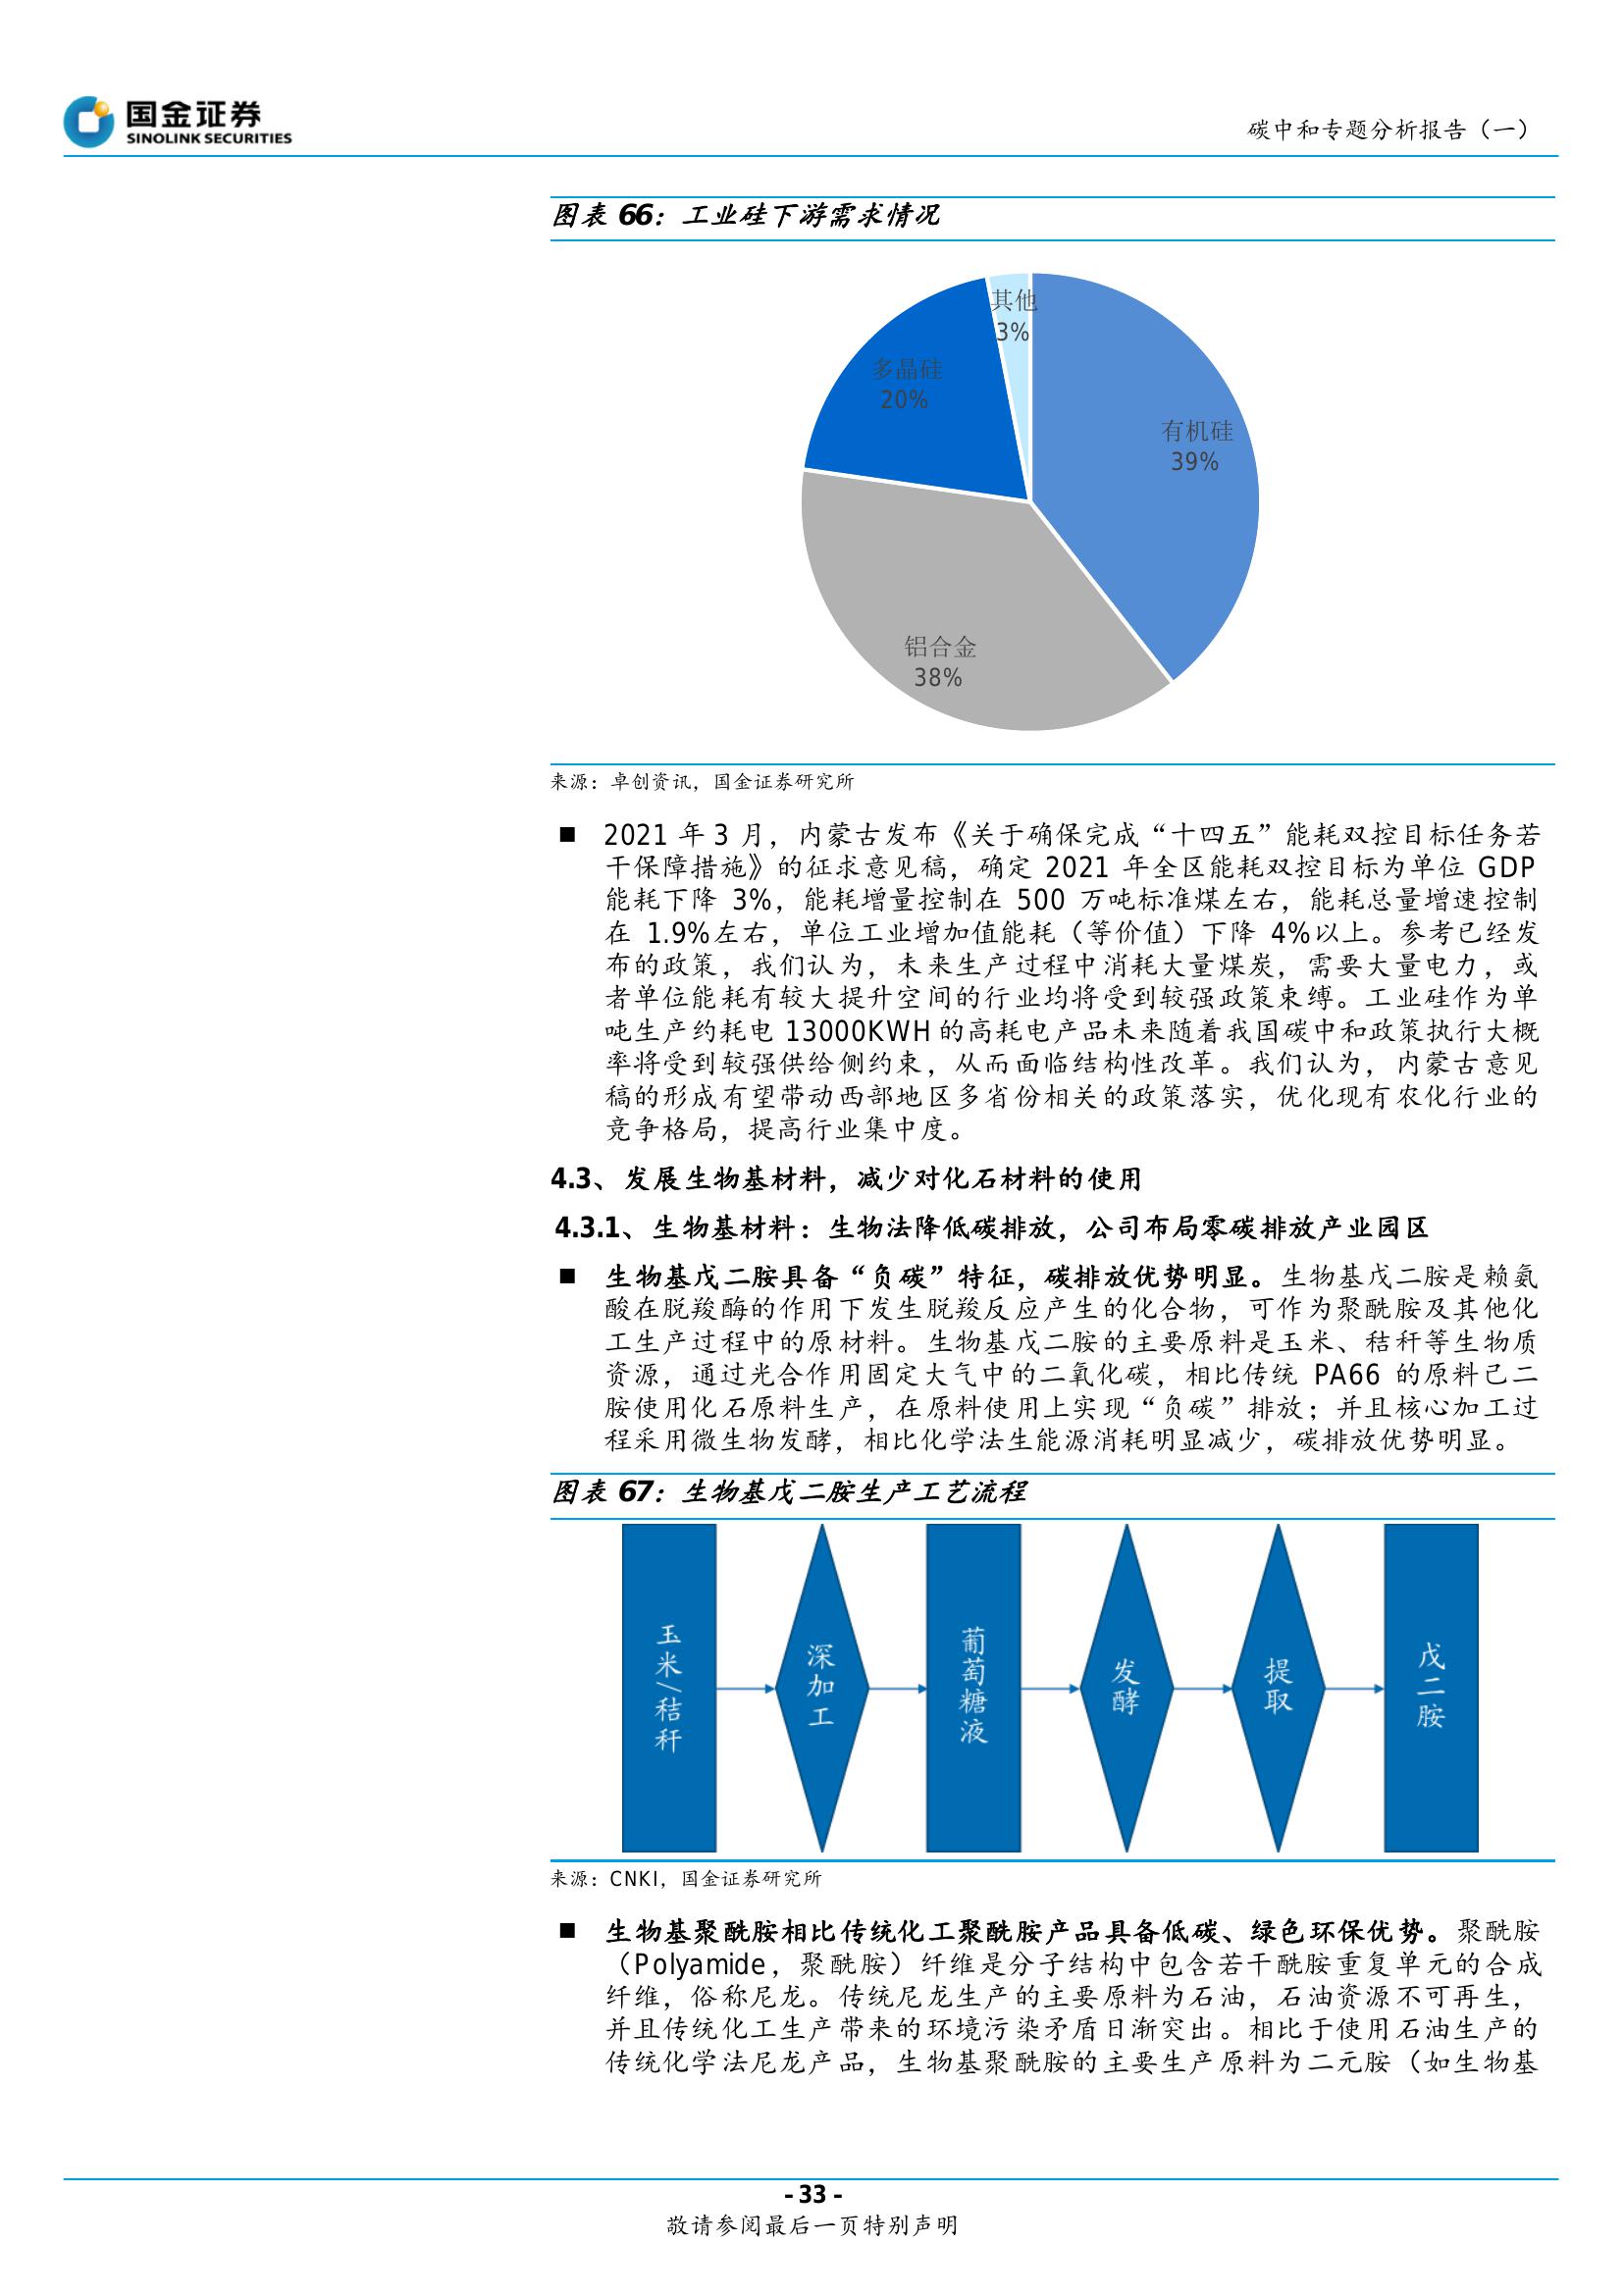 国金证券
SINOLINK SECURITIES
碳中和专题分析报告（一）
图表 66：工业硅下游需求情况
其他
3%
多晶硅
20%
有机硅
39%
铝合金
38%
来源：卓创资讯，国金证券研究所
■ 2021 年 3 月，内蒙古发布《关于确保完成“十四五”能耗双控目标任务若
干保障措施》的征求意见稿，确定 2021 年全区能耗双控目标为单位 GDP
能耗下降 3%，能耗增量控制在 500 万吨标准煤左右，能耗总量增速控制
在 1.9%左右，单位工业增加值能耗（等价值）下降 4%以上。参考已经发
布的政策，我们认为，未来生产过程中消耗大量煤炭，需要大量电力，或
者单位能耗有较大提升空间的行业均将受到较强政策束缚。工业硅作为单
吨生产约耗电 13000KWH 的高耗电产品未来随着我国碳中和政策执行大概
率将受到较强供给侧约束，从而面临结构性改革。我们认为，内蒙古意见
稿的形成有望带动西部地区多省份相关的政策落实，优化现有农化行业的
竞争格局，提高行业集中度。
4.3、发展生物基材料，减少对化石材料的使用
4.3.1、生物基材料：生物法降低碳排放，公司布局零碳排放产业园区
■ 生物基戊二胺具备“负碳”特征，碳排放优势明显。生物基戊二胺是赖氨
酸在脱羧酶的作用下发生脱羧反应产生的化合物，可作为聚酰胺及其他化
工生产过程中的原材料。生物基戊二胺的主要原料是玉米、秸秆等生物质
资源，通过光合作用固定大气中的二氧化碳，相比传统 PA66 的原料己二
胺使用化石原料生产，在原料使用上实现“负碳”排放；并且核心加工过
程采用微生物发酵，相比化学法生能源消耗明显减少，碳排放优势明显。
图表 67：生物基戊二胺生产工艺流程
玉米/秸秆
深加工
葡萄糖液
发酵
提取
戊二胺
来源：CNKI，国金证券研究所
■ 生物基聚酰胺相比传统化工聚酰胺产品具备低碳、绿色环保优势。聚酰胺
（Polyamide，聚酰胺）纤维是分子结构中包含若干酰胺重复单元的合成
纤维，俗称尼龙。传统尼龙生产的主要原料为石油，石油资源不可再生，
并且传统化工生产带来的环境污染矛盾日渐突出。相比于使用石油生产的
传统化学法尼龙产品，生物基聚酰胺的主要生产原料为二元胺（如生物基
- 33 -
敬请参阅最后一页特别声明